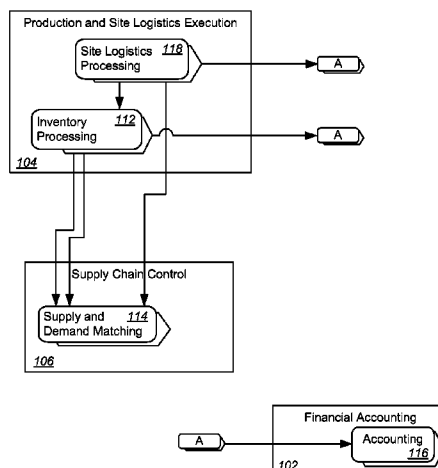 Production and Site Logistics Execution
Site Logistics 118
Processing
A
Inventory 112
Processing
A
104
Supply Chain Control
Supply and 114
Demand Matching
106
Financial Accounting
A
Accounting
116
102